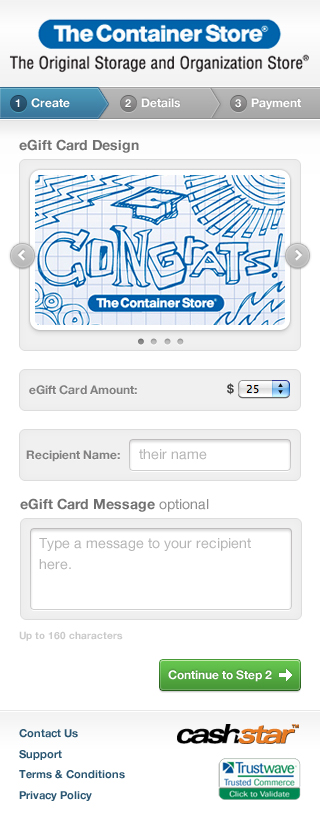 The Container Store®
The Original Storage and Organization Store®
1 Create 2 Details 3 Payment
eGift Card Design
CONGRATS!
The Container Store®
eGift Card Amount: $ 25
Recipient Name: their name
eGift Card Message optional
Type a message to your recipient
here.
Up to 160 characters
Continue to Step 2
Contact Us
Support
Terms & Conditions
Privacy Policy
cashstar™
Trustwave®
Trusted Commerce
Click to Validate